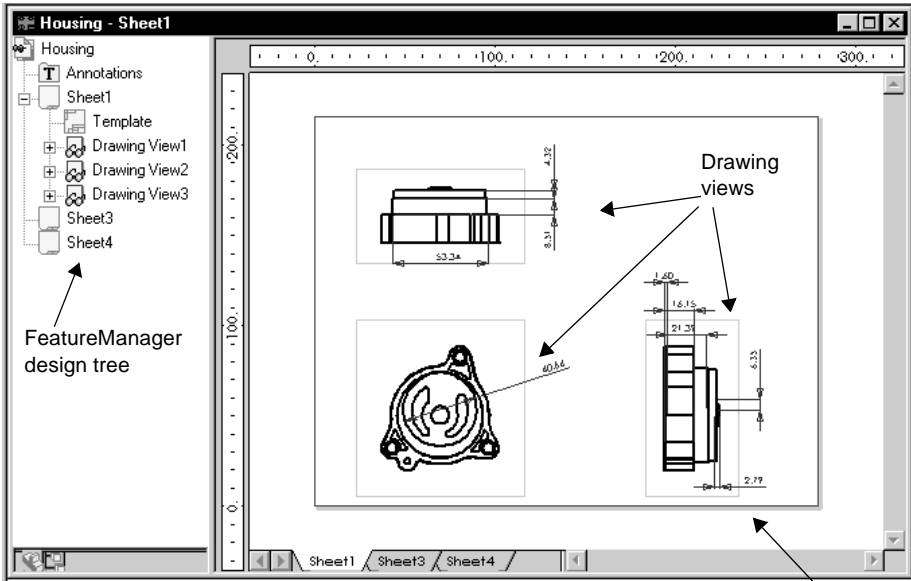 Housing - Sheet1
Housing
Annotations
Sheet1
Template
Drawing View1
Drawing View2
Drawing View3
Sheet3
Sheet4
FeatureManager
design tree
0. 100. 200. 300.
200.
100.
0.
Drawing
views
4.32
8.31
53.34
60.64
1.60
16.15
21.39
6.33
2.79
Sheet1 Sheet3 Sheet4